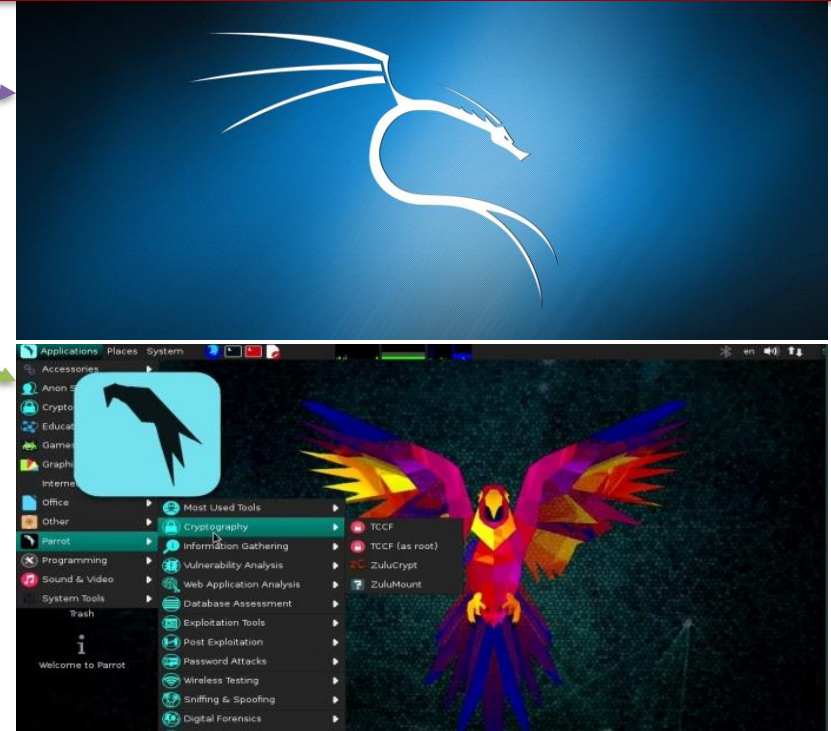 Applications Places System
en
Accessories
Anon S
Crypto
Educat
Games
Graphi
Interne
Office
Other
Parrot
Programming
Sound & Video
System Tools
Trash
Welcome to Parrot
Most Used Tools
Cryptography
Information Gathering
Vulnerability Analysis
Web Application Analysis
Database Assessment
Exploitation Tools
Post Exploitation
Password Attacks
Wireless Testing
Sniffing & Spoofing
Digital Forensics
TCCF
TCCF (as root)
ZuluCrypt
ZuluMount